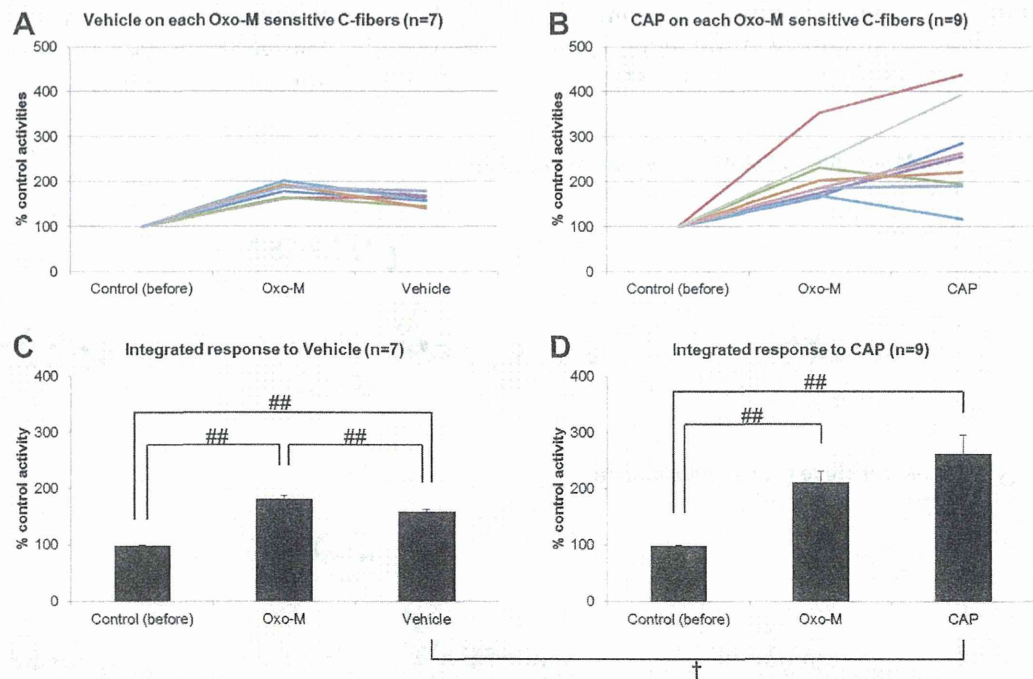 A
Vehicle on each Oxo-M sensitive C-fibers (n=7)
% control activities
500
400
300
200
100
0
Control (before) Oxo-M Vehicle
B
CAP on each Oxo-M sensitive C-fibers (n=9)
% control activities
500
400
300
200
100
0
Control (before) Oxo-M CAP
C
Integrated response to Vehicle (n=7)
% control activity
400
300
200
100
0
##
## ##
Control (before) Oxo-M Vehicle
D
Integrated response to CAP (n=9)
% control activity
400
300
200
100
0
##
##
Control (before) Oxo-M CAP
†